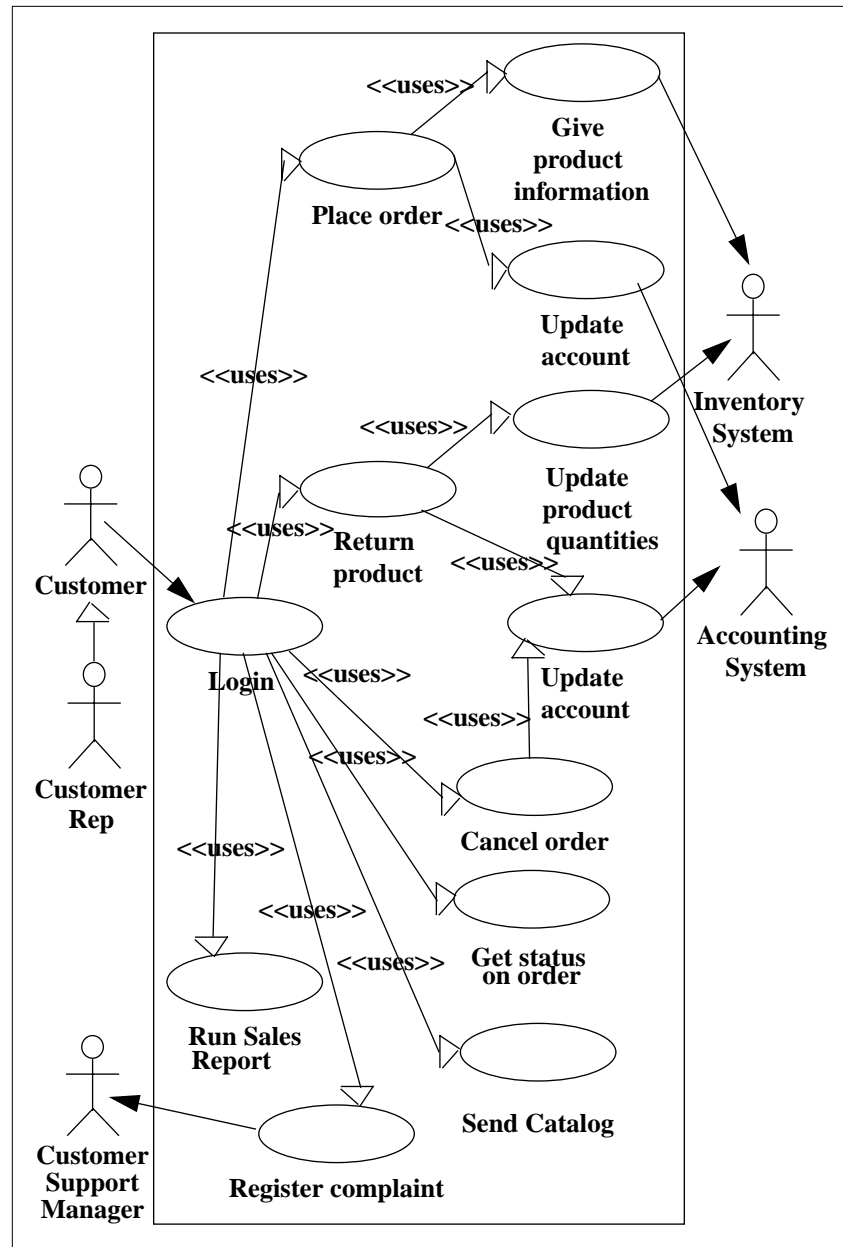 <<uses>>
Give
product
information
Place order
<<uses>>
Update
account
<<uses>>
Inventory
System
<<uses>>
Update
product
quantities
<<uses>>
Return
product
<<uses>>
Customer
Accounting
System
Login
<<uses>>
Update
account
<<uses>>
<<uses>>
Customer
Rep
Cancel order
<<uses>>
<<uses>>
Get status
on order
<<uses>>
Run Sales
Report
Send Catalog
Customer
Support
Manager
Register complaint